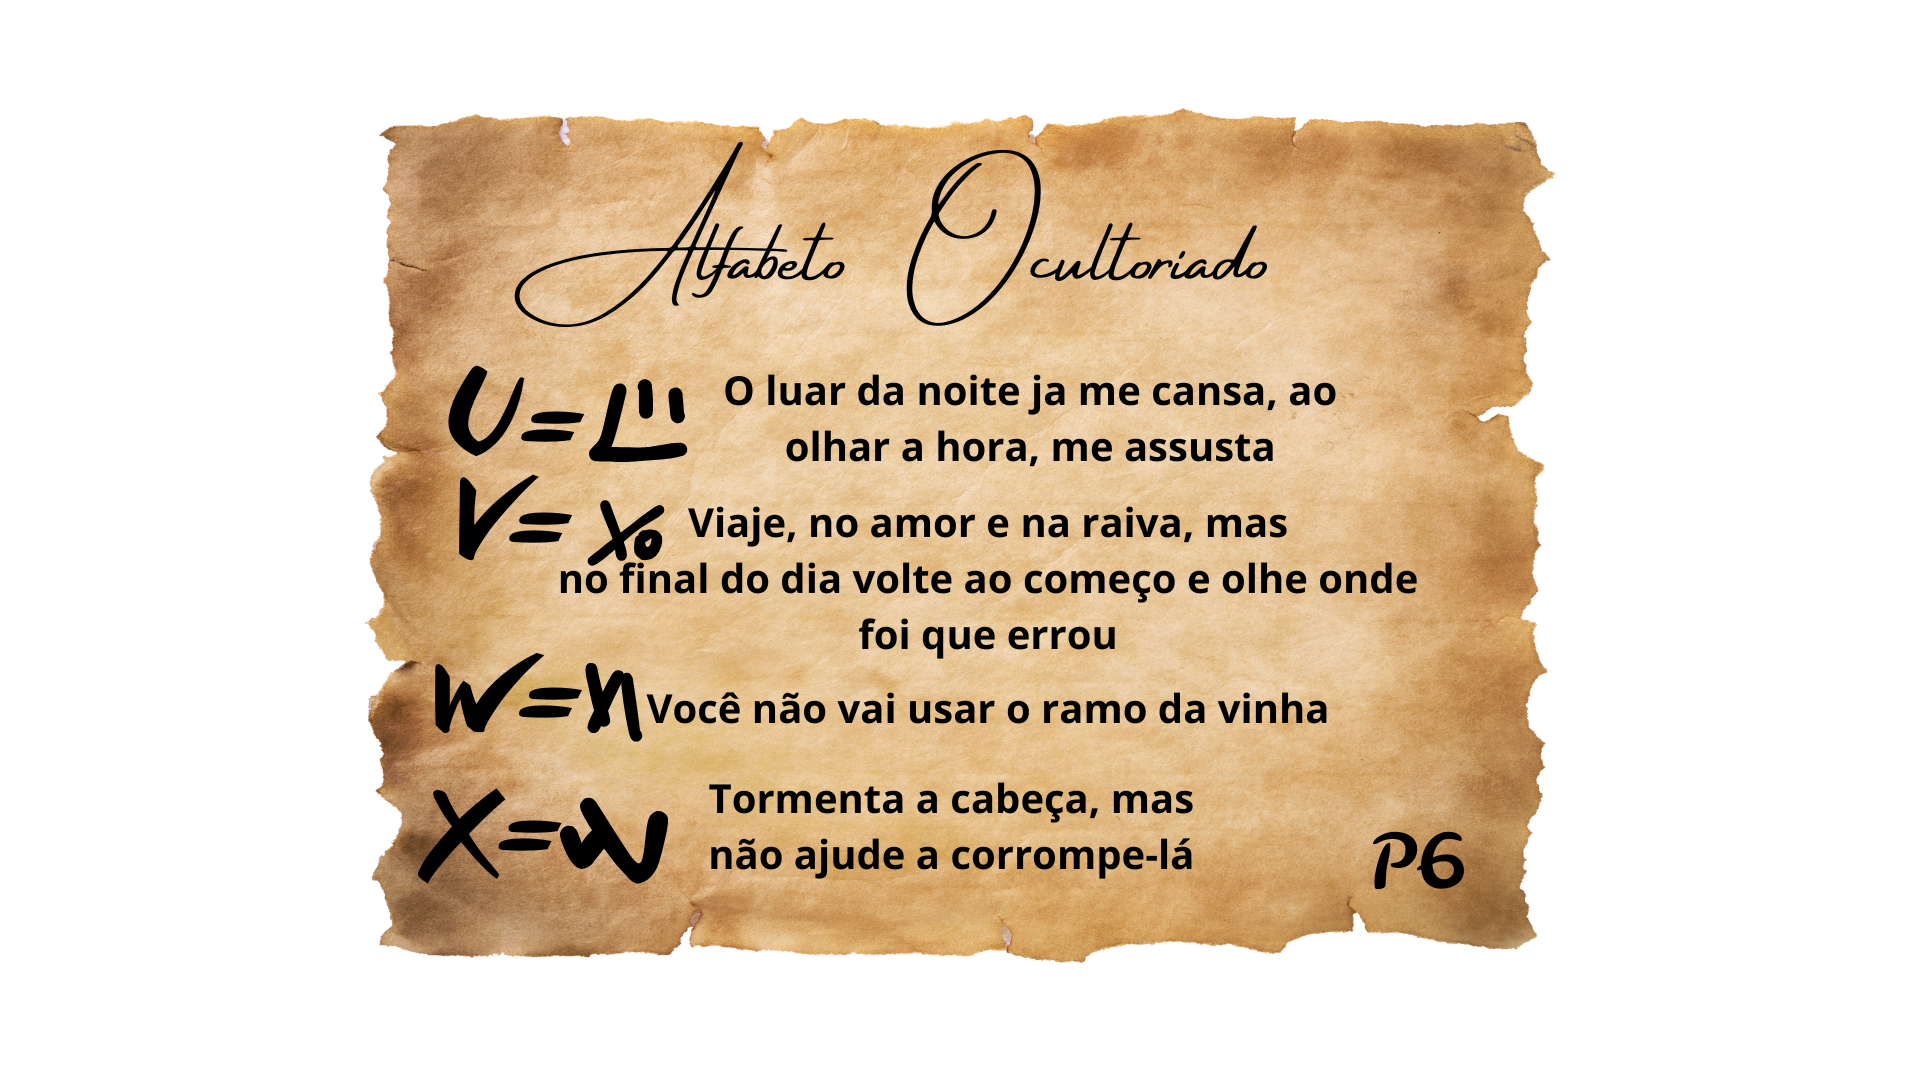 Alfabeto Ocultoriado
U= O luar da noite ja me cansa, ao
olhar a hora, me assusta
V= Viaje, no amor e na raiva, mas
no final do dia volte ao começo e olhe onde
foi que errou
W= Você não vai usar o ramo da vinha
X= Tormenta a cabeça, mas
não ajude a corrompe-lá
P6